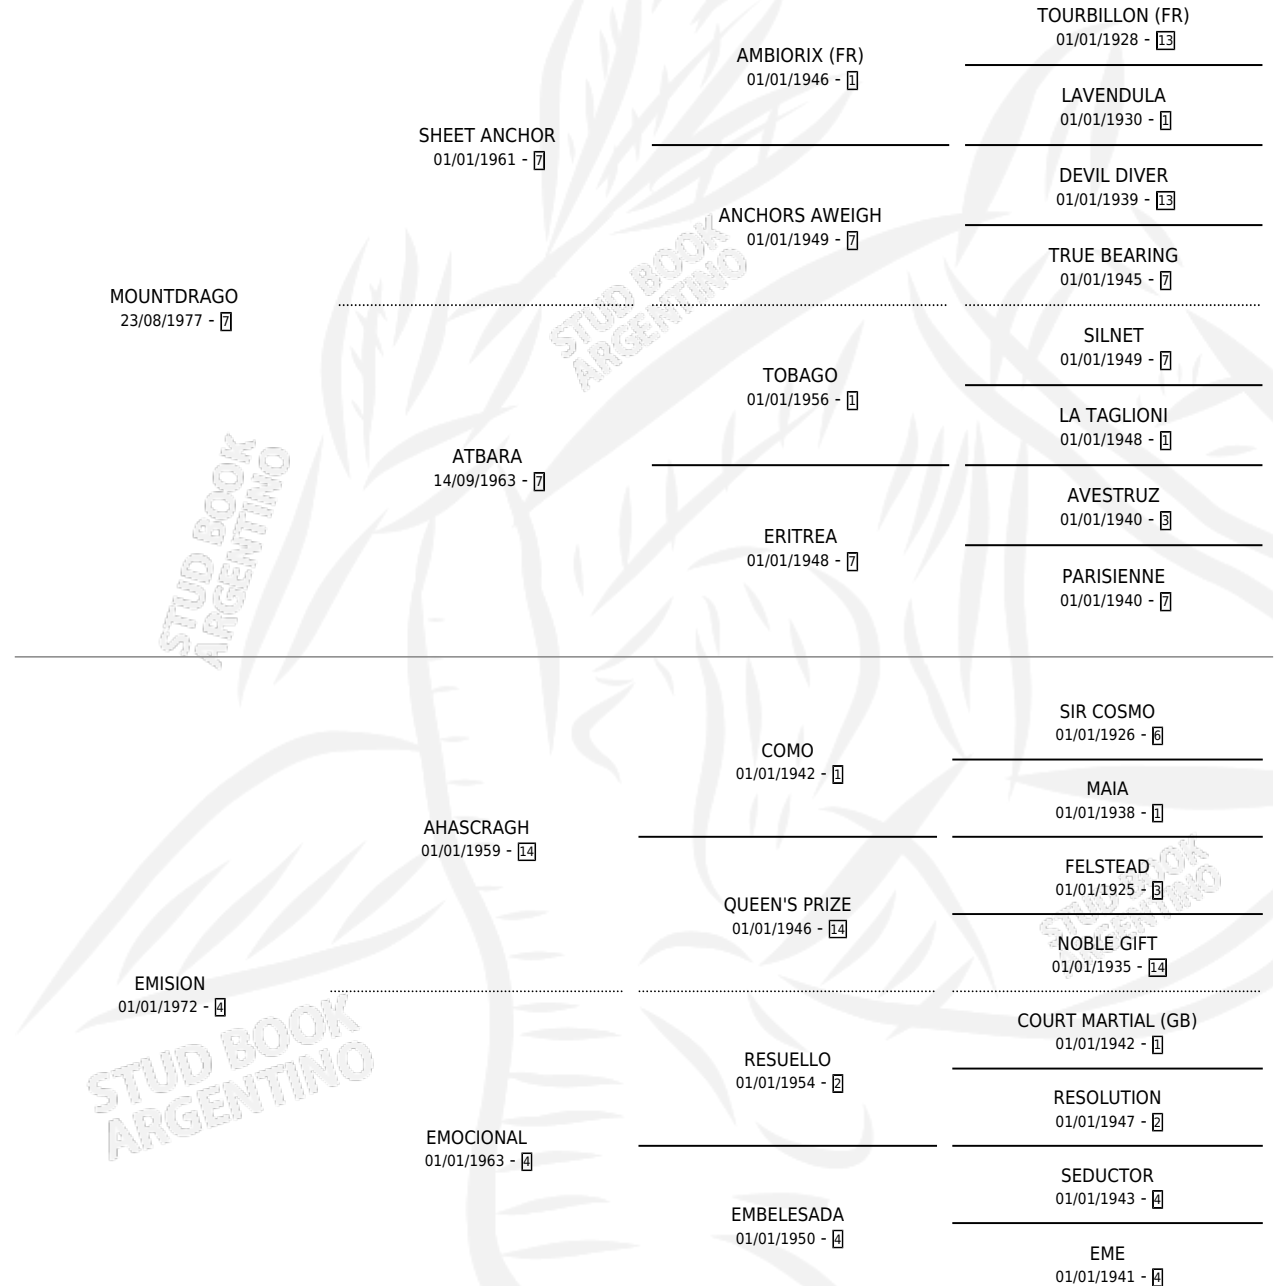 TOURBILLON (FR)
01/01/1928 - 13
AMBIORIX (FR)
01/01/1946 - 1
LAVENDULA
01/01/1930 - 1
SHEET ANCHOR
01/01/1961 - 7
DEVIL DIVER
01/01/1939 - 13
ANCHORS AWEIGH
01/01/1949 - 7
TRUE BEARING
01/01/1945 - 7
MOUNTDRAGO
23/08/1977 - 7
STUD BOOK
ARGENTINO
SILNET
01/01/1949 - 7
TOBAGO
01/01/1956 - 1
LA TAGLIONI
01/01/1948 - 1
ATBARA
14/09/1963 - 7
AVESTRUZ
01/01/1940 - 3
ERITREA
01/01/1948 - 7
PARISIENNE
01/01/1940 - 7
STUD BOOK
ARGENTINO
SIR COSMO
01/01/1926 - 6
COMO
01/01/1942 - 1
MAIA
01/01/1938 - 1
AHASCRAGH
01/01/1959 - 14
FELSTEAD
01/01/1925 - 3
QUEEN'S PRIZE
01/01/1946 - 14
NOBLE GIFT
01/01/1935 - 14
STUD BOOK
ARGENTINO
EMISION
01/01/1972 - 4
COURT MARTIAL (GB)
01/01/1942 - 1
RESUELLO
01/01/1954 - 2
RESOLUTION
01/01/1947 - 2
STUD BOOK
ARGENTINO
EMOCIONAL
01/01/1963 - 4
SEDUCTOR
01/01/1943 - 4
EMBELESADA
01/01/1950 - 4
EME
01/01/1941 - 4